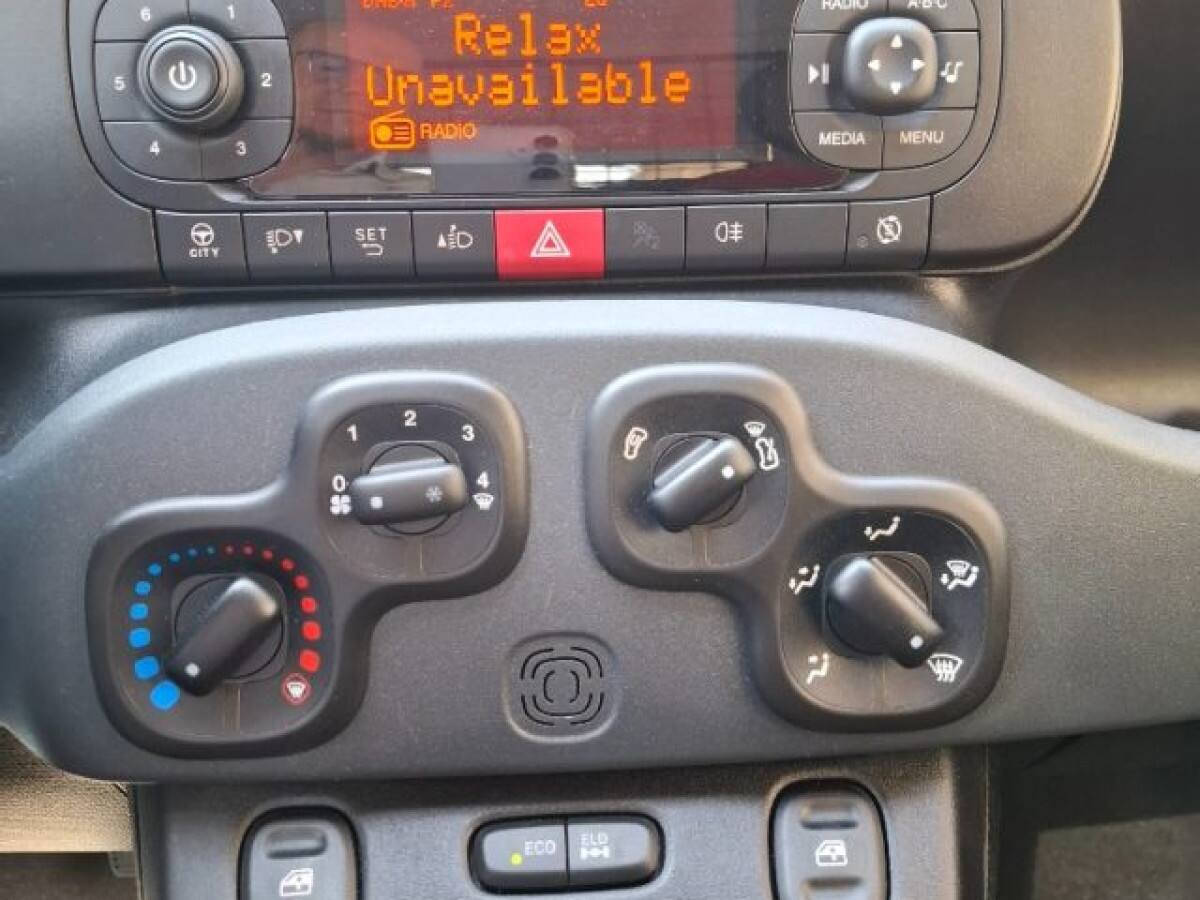 6 1
RADIO A·B·C
Relax
5 2
Unavailable
RADIO
4 3
MEDIA MENU
CITY
SET
1 2 3
0 4
ECO
ELD